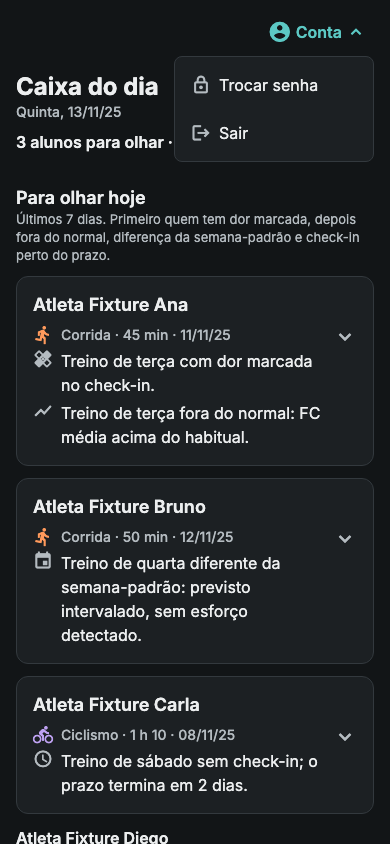 Conta
Trocar senha
Sair
Caixa do dia
Quinta, 13/11/25
3 alunos para olhar ·
Para olhar hoje
Últimos 7 dias. Primeiro quem tem dor marcada, depois
fora do normal, diferença da semana-padrão e check-in
perto do prazo.
Atleta Fixture Ana
Corrida · 45 min · 11/11/25
Treino de terça com dor marcada
no check-in.
Treino de terça fora do normal: FC
média acima do habitual.
Atleta Fixture Bruno
Corrida · 50 min · 12/11/25
Treino de quarta diferente da
semana-padrão: previsto
intervalado, sem esforço
detectado.
Atleta Fixture Carla
Ciclismo · 1 h 10 · 08/11/25
Treino de sábado sem check-in; o
prazo termina em 2 dias.
Atleta Fixture Diego